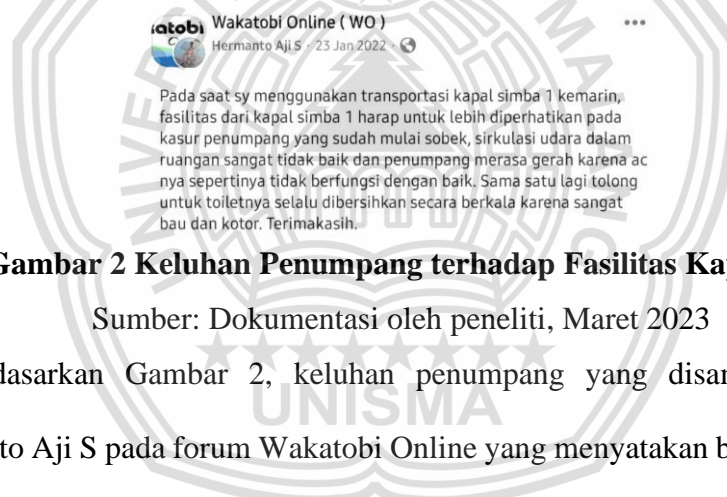 Wakatobi Online ( WO )
Hermanto Aji S · 23 Jan 2022 ·
Pada saat sy menggunakan transportasi kapal simba 1 kemarin,
fasilitas dari kapal simba 1 harap untuk lebih diperhatikan pada
kasur penumpang yang sudah mulai sobek, sirkulasi udara dalam
ruangan sangat tidak baik dan penumpang merasa gerah karena ac
nya sepertinya tidak berfungsi dengan baik. Sama satu lagi tolong
untuk toiletnya selalu dibersihkan secara berkala karena sangat
bau dan kotor. Terimakasih.
Gambar 2 Keluhan Penumpang terhadap Fasilitas Ka
Sumber: Dokumentasi oleh peneliti, Maret 2023
dasarkan Gambar 2, keluhan penumpang yang disa
UNISMA
to Aji S pada forum Wakatobi Online yang menyatakan b